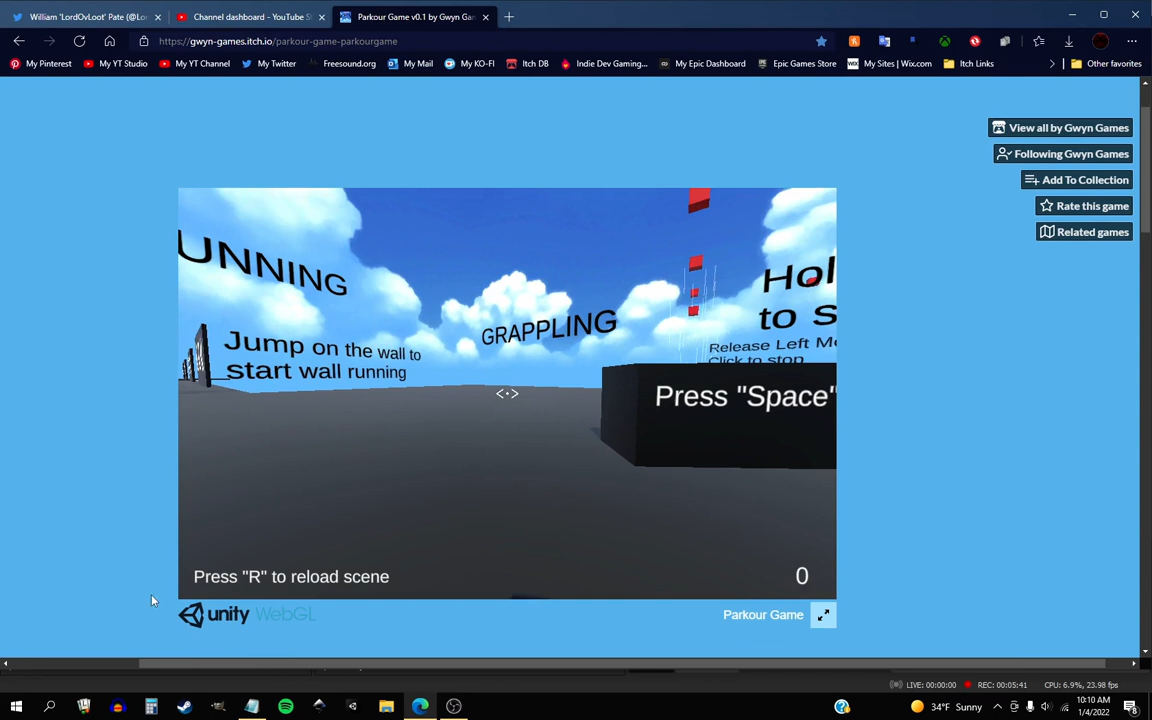 William 'LordOvLoot' Pate (@Lor
Channel dashboard - YouTube S
Parkour Game v0.1 by Gwyn Ga
https://gwyn-games.itch.io/parkour-game-parkourgame
My Pinterest
My YT Studio
My YT Channel
My Twitter
Freesound.org
My Mail
My KO-FI
Itch DB
Indie Dev Gaming...
My Epic Dashboard
Epic Games Store
My Sites | Wix.com
Itch Links
Other favorites
View all by Gwyn Games
Following Gwyn Games
Add To Collection
Rate this game
Related games
UNNING
Jump on the wall to
start wall running
GRAPPLING
Hol
to s
Release Left M
Click to stop
Press "Space"
Press "R" to reload scene
0
unity WebGL
Parkour Game
LIVE: 00:00:00
REC: 00:05:41
CPU: 6.9%, 23.98 fps
34°F Sunny
10:10 AM
1/4/2022
8